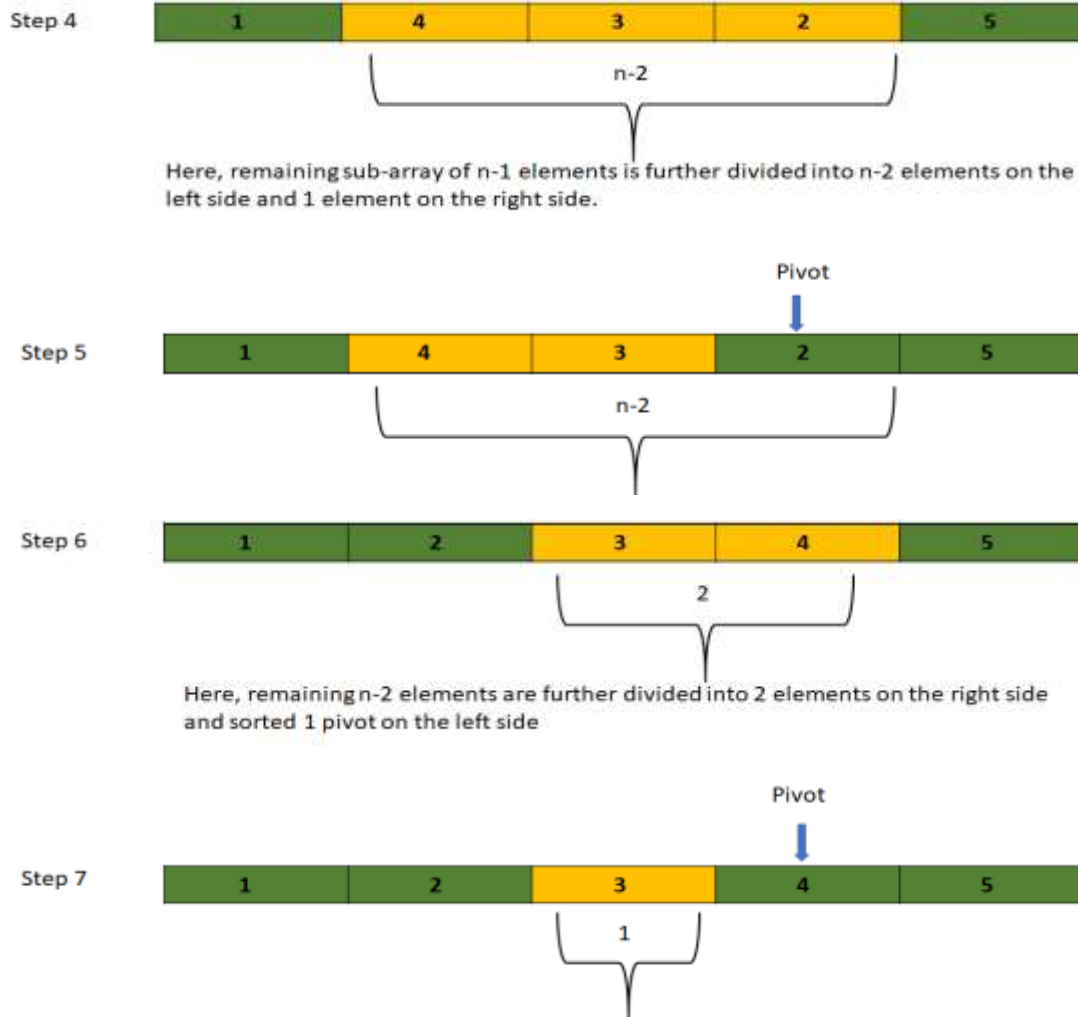 Step 4 1 4 3 2 5
n-2
Here, remaining sub-array of n-1 elements is further divided into n-2 elements on the
left side and 1 element on the right side.
Pivot
Step 5 1 4 3 2 5
n-2
Step 6 1 2 3 4 5
2
Here, remaining n-2 elements are further divided into 2 elements on the right side
and sorted 1 pivot on the left side
Pivot
Step 7 1 2 3 4 5
1